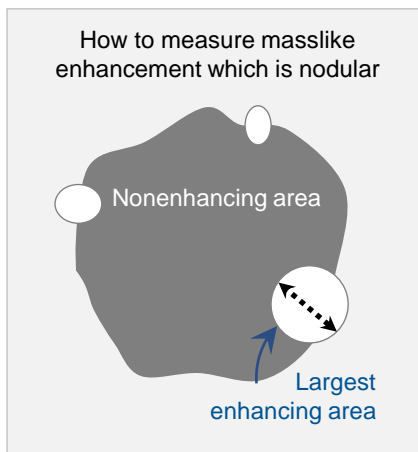 How to measure masslike
enhancement which is nodular
Nonenhancing area
Largest
enhancing area